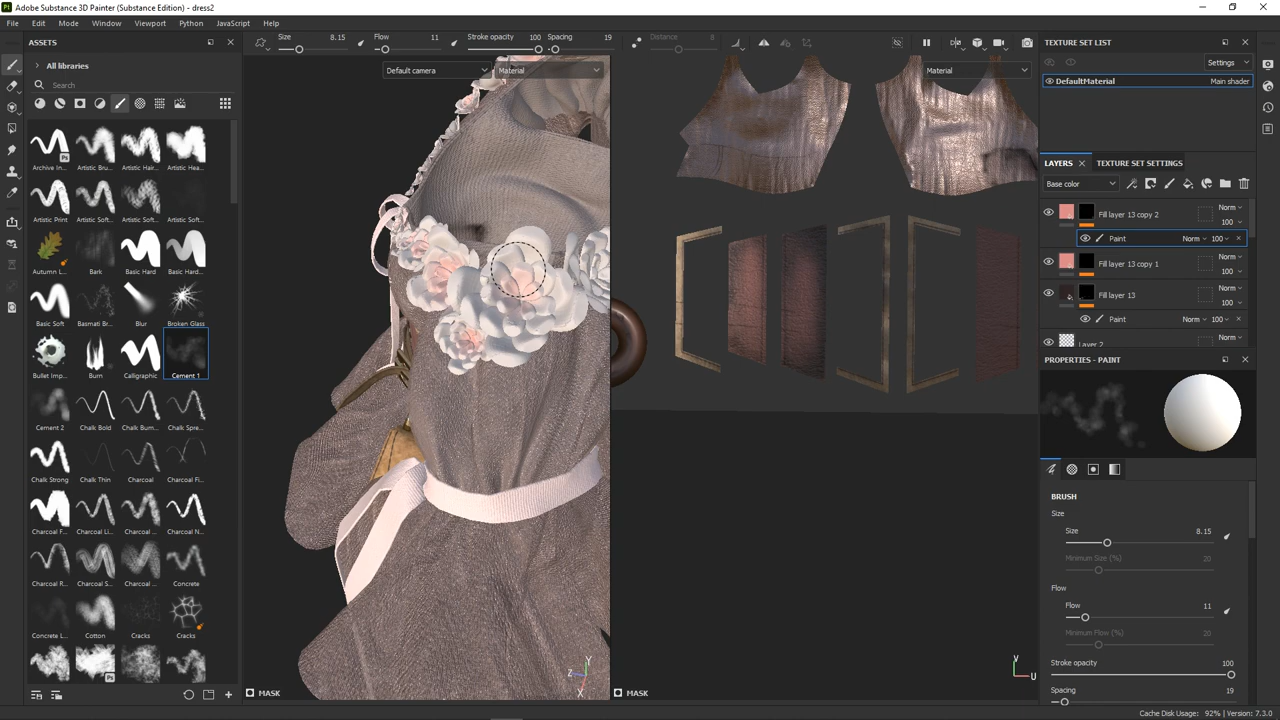 Adobe Substance 3D Painter (Substance Edition) - dress2
File Edit Mode Window Viewport Python JavaScript Help
ASSETS
Size 8.15 Flow 11 Stroke opacity 100 Spacing 19 Distance 8
TEXTURE SET LIST
All libraries
Default camera
Material
Material
Settings
Search
DefaultMaterial Main shader
Archive In... Artistic Bru... Artistic Hair... Artistic Hea...
Artistic Print Artistic Soft... Artistic Soft... Artistic Soft...
Autumn L... Bark Basic Hard Basic Hard...
Basic Soft Basmati Br... Blur Broken Glass
Bullet Imp... Burn Calligraphic Cement 1
Cement 2 Chalk Bold Chalk Bum... Chalk Spre...
Chalk Strong Chalk Thin Charcoal Charcoal Fi...
Charcoal F... Charcoal Li... Charcoal ... Charcoal N...
Charcoal R... Charcoal S... Charcoal ... Concrete
Concrete L... Cotton Cracks Cracks
LAYERS TEXTURE SET SETTINGS
Base color
Fill layer 13 copy 2 Norm 100
Paint Norm 100
Fill layer 13 copy 1 Norm 100
Fill layer 13 Norm 100
Paint Norm 100
Layer 2 Norm
PROPERTIES - PAINT
BRUSH
Size
Size 8.15
Minimum Size (%) 20
Flow
Flow 11
Minimum Flow (%) 20
Stroke opacity 100
Spacing 19
Y
Z
X
V
U
MASK
MASK
Cache Disk Usage: 92% | Version: 7.3.0